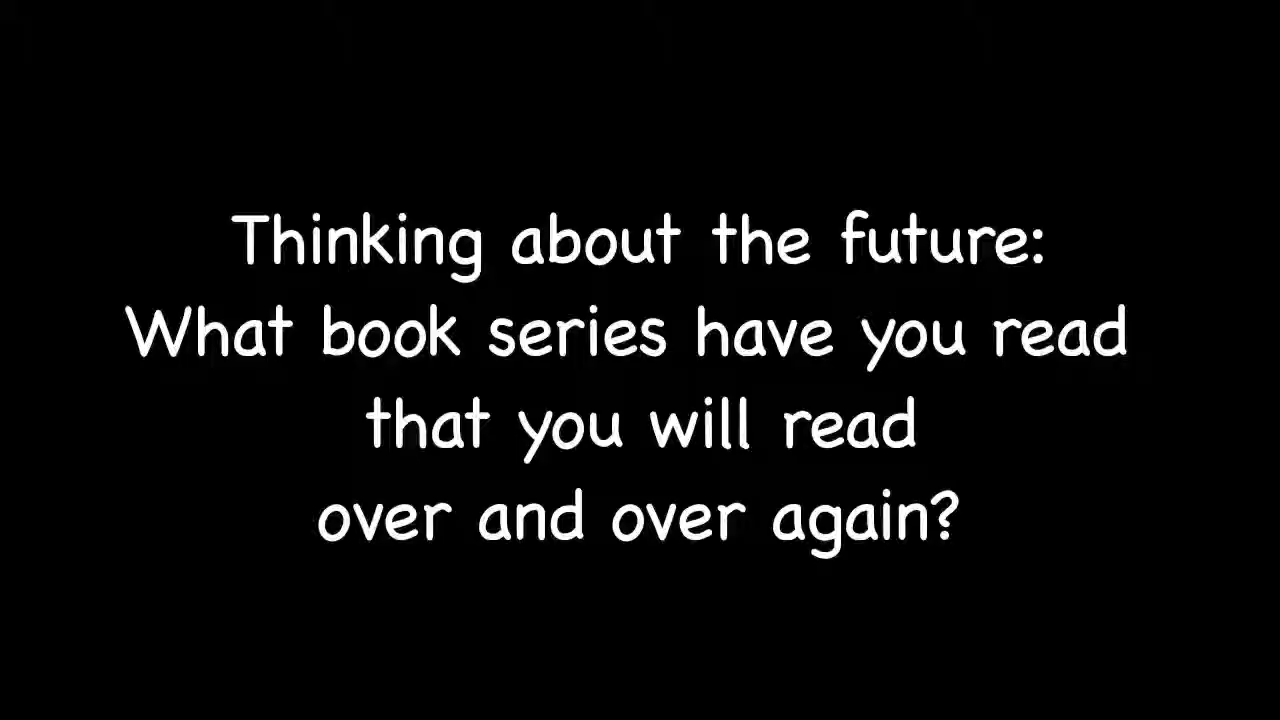 Thinking about the future:
What book series have you read
that you will read
over and over again?